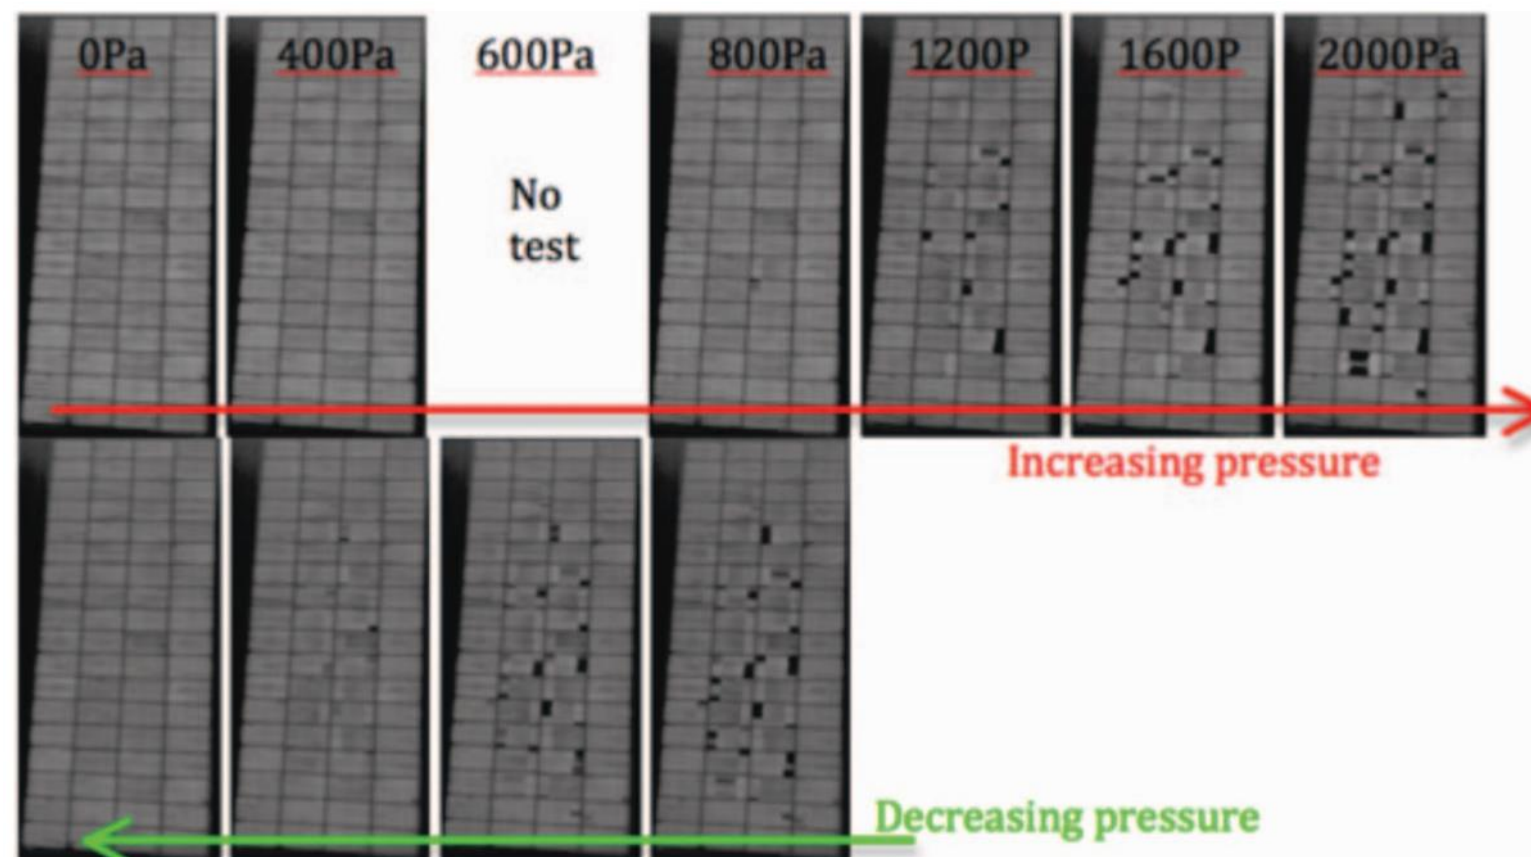 0Pa
400Pa
600Pa
800Pa
1200P
1600P
2000Pa
No
test
Increasing pressure
Decreasing pressure